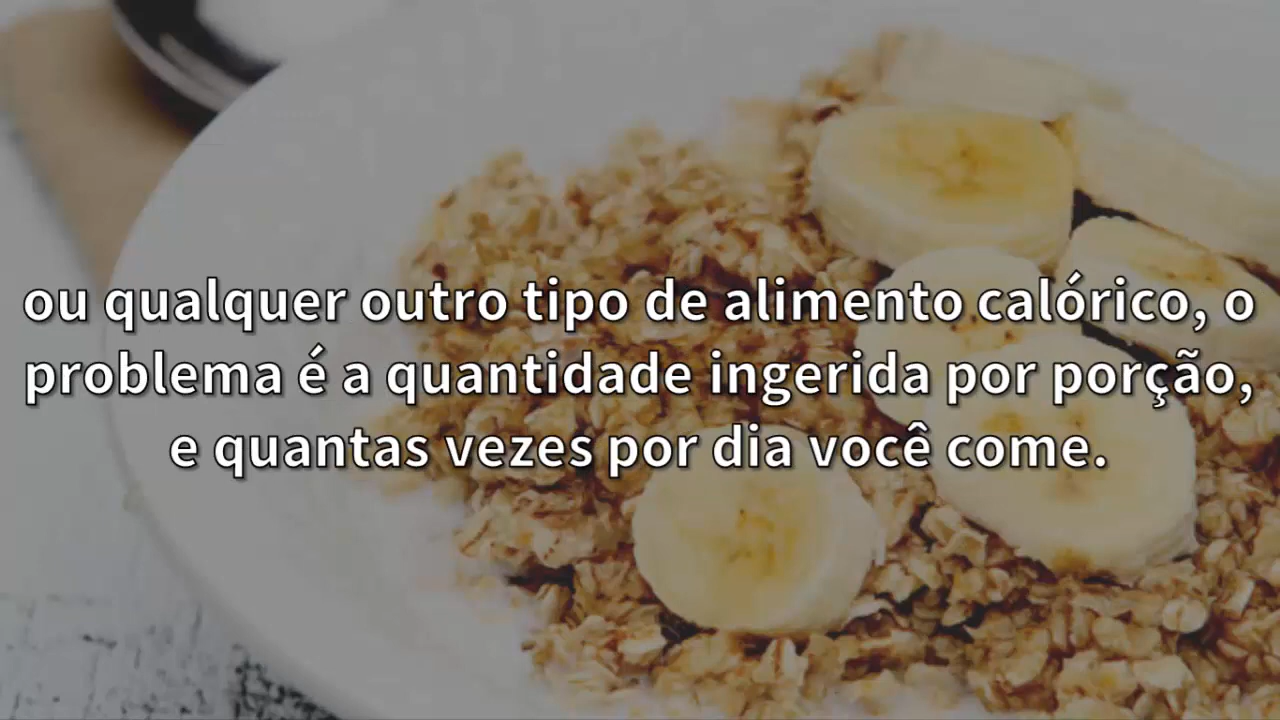 ou qualquer outro tipo de alimento calórico, o
problema é a quantidade ingerida por porção,
e quantas vezes por dia você come.